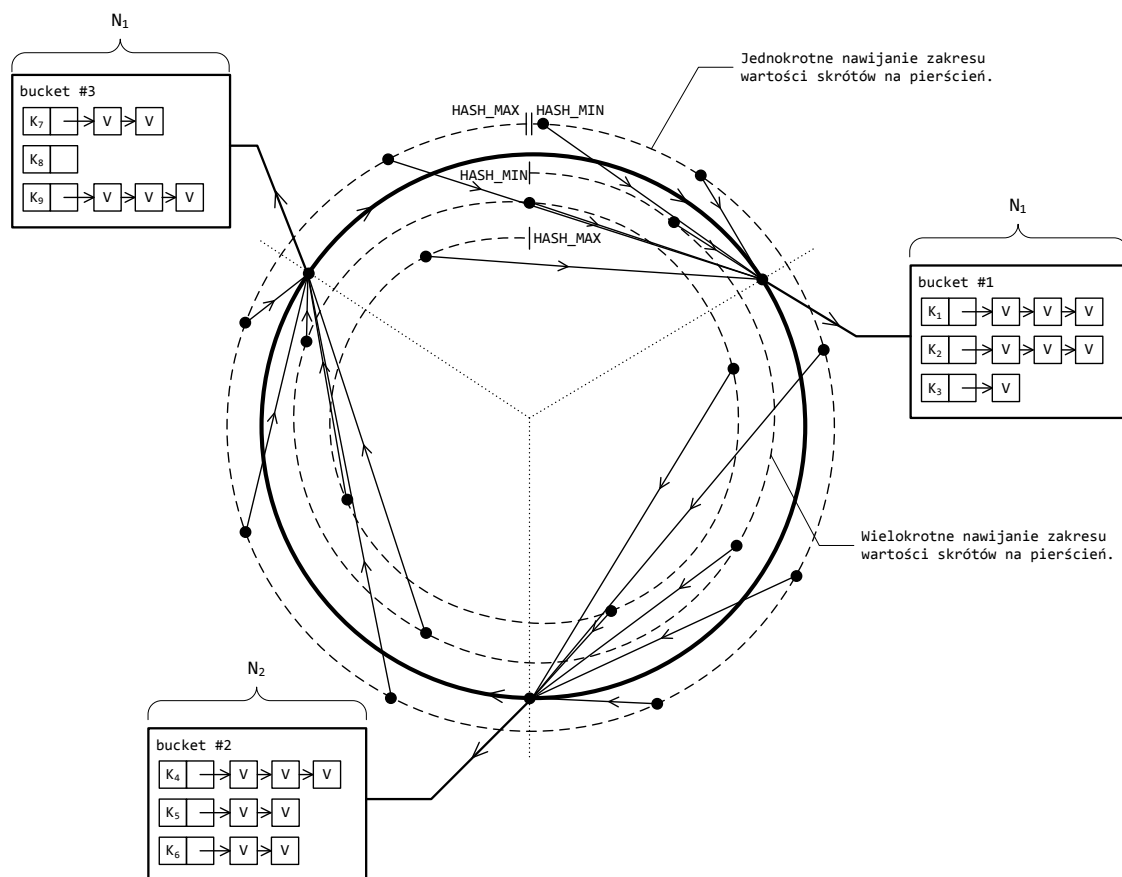 N₁
bucket #3
K₇ V V
K₈
K₉ V V V
Jednokrotne nawijanie zakresu
wartości skrótów na pierścień.
HASH_MAX HASH_MIN
HASH_MIN
HASH_MAX
N₁
bucket #1
K₁ V V V
K₂ V V V
K₃ V
Wielokrotne nawijanie zakresu
wartości skrótów na pierścień.
N₂
bucket #2
K₄ V V V
K₅ V V
K₆ V V